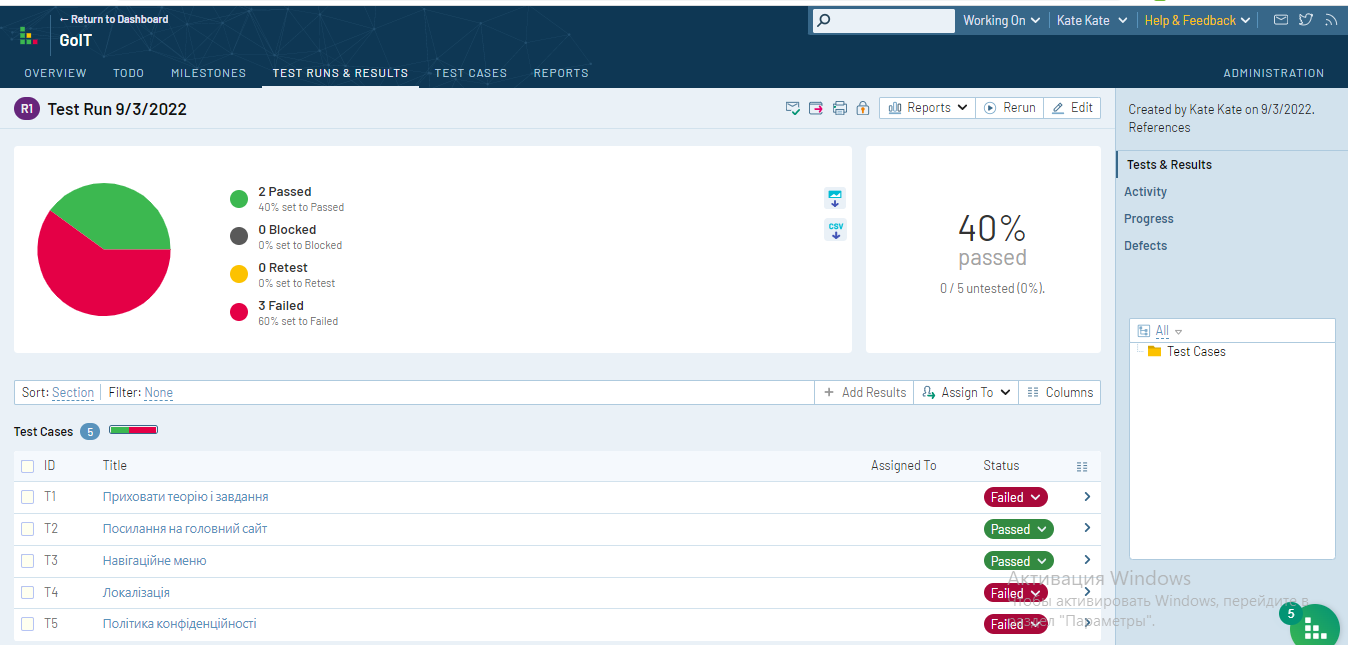 ← Return to Dashboard
GoIT
Working On
Kate Kate
Help & Feedback
OVERVIEW
TODO
MILESTONES
TEST RUNS & RESULTS
TEST CASES
REPORTS
ADMINISTRATION
R1
Test Run 9/3/2022
Reports
Rerun
Edit
Created by Kate Kate on 9/3/2022.
References
Tests & Results
Activity
Progress
Defects
2 Passed
40% set to Passed
0 Blocked
0% set to Blocked
0 Retest
0% set to Retest
3 Failed
60% set to Failed
CSV
40%
passed
0 / 5 untested (0%).
All
Test Cases
Sort: Section
Filter: None
+ Add Results
Assign To
Columns
Test Cases 5
ID Title Assigned To Status
T1 Приховати теорію і завдання Failed
T2 Посилання на головний сайт Passed
T3 Навігаційне меню Passed
T4 Локалізація Failed
T5 Політика конфіденційності Failed
Активация Windows
Чтобы активировать Windows, перейдите в
раздел "Параметры".
5